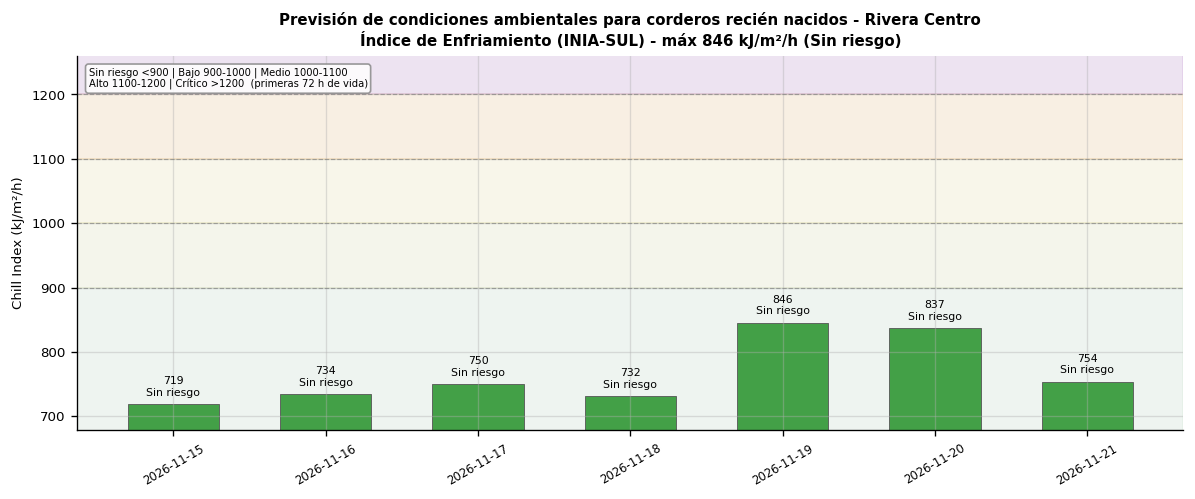 Previsión de condiciones ambientales para corderos recién nacidos - Rivera Centro
Índice de Enfriamiento (INIA-SUL) - máx 846 kJ/m²/h (Sin riesgo)
Sin riesgo <900 | Bajo 900-1000 | Medio 1000-1100
Alto 1100-1200 | Crítico >1200  (primeras 72 h de vida)
Chill Index (kJ/m²/h)
1200
1100
1000
900
800
700
719
Sin riesgo
734
Sin riesgo
750
Sin riesgo
732
Sin riesgo
846
Sin riesgo
837
Sin riesgo
754
Sin riesgo
2026-11-15
2026-11-16
2026-11-17
2026-11-18
2026-11-19
2026-11-20
2026-11-21